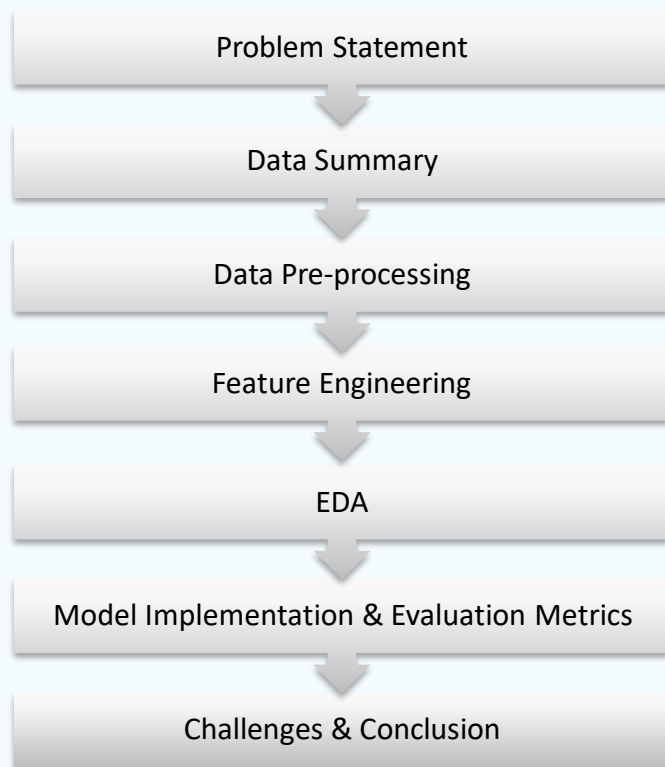 Problem Statement
Data Summary
Data Pre-processing
Feature Engineering
EDA
Model Implementation & Evaluation Metrics
Challenges & Conclusion